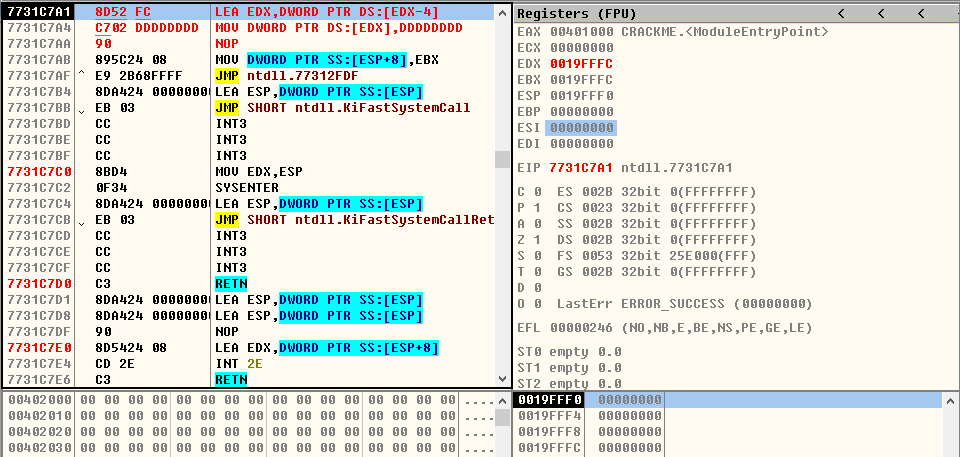 7731C7A1 8D52 FC LEA EDX,DWORD PTR DS:[EDX-4]
7731C7A4 C702 DDDDDDDD MOV DWORD PTR DS:[EDX],DDDDDDDD
7731C7AA 90 NOP
7731C7AB 895C24 08 MOV DWORD PTR SS:[ESP+8],EBX
7731C7AF E9 2B68FFFF JMP ntdll.77312FDF
7731C7B4 8DA424 00000000 LEA ESP,DWORD PTR SS:[ESP]
7731C7BB EB 03 JMP SHORT ntdll.KiFastSystemCall
7731C7BD CC INT3
7731C7BE CC INT3
7731C7BF CC INT3
7731C7C0 8BD4 MOV EDX,ESP
7731C7C2 0F34 SYSENTER
7731C7C4 8DA424 00000000 LEA ESP,DWORD PTR SS:[ESP]
7731C7CB EB 03 JMP SHORT ntdll.KiFastSystemCallRet
7731C7CD CC INT3
7731C7CE CC INT3
7731C7CF CC INT3
7731C7D0 C3 RETN
7731C7D1 8DA424 00000000 LEA ESP,DWORD PTR SS:[ESP]
7731C7D8 8DA424 00000000 LEA ESP,DWORD PTR SS:[ESP]
7731C7DF 90 NOP
7731C7E0 8D5424 08 LEA EDX,DWORD PTR SS:[ESP+8]
7731C7E4 CD 2E INT 2E
7731C7E6 C3 RETN
Registers (FPU) < < <
EAX 00401000 CRACKME.<ModuleEntryPoint>
ECX 00000000
EDX 0019FFFC
EBX 0019FFFC
ESP 0019FFF0
EBP 00000000
ESI 00000000
EDI 00000000
EIP 7731C7A1 ntdll.7731C7A1
C 0 ES 002B 32bit 0(FFFFFFFF)
P 1 CS 0023 32bit 0(FFFFFFFF)
A 0 SS 002B 32bit 0(FFFFFFFF)
Z 1 DS 002B 32bit 0(FFFFFFFF)
S 0 FS 0053 32bit 25E000(FFF)
T 0 GS 002B 32bit 0(FFFFFFFF)
D 0
O 0 LastErr ERROR_SUCCESS (00000000)
EFL 00000246 (NO,NB,E,BE,NS,PE,GE,LE)
ST0 empty 0.0
ST1 empty 0.0
ST2 empty 0.0
00402000 00 00 00 00 00 00 00 00 00 00 00 00 00 00 00 00 ....
00402010 00 00 00 00 00 00 00 00 00 00 00 00 00 00 00 00 ....
00402020 00 00 00 00 00 00 00 00 00 00 00 00 00 00 00 00 ....
00402030 00 00 00 00 00 00 00 00 00 00 00 00 00 00 00 00 ....
0019FFF0 00000000
0019FFF4 00000000
0019FFF8 00000000
0019FFFC 00000000